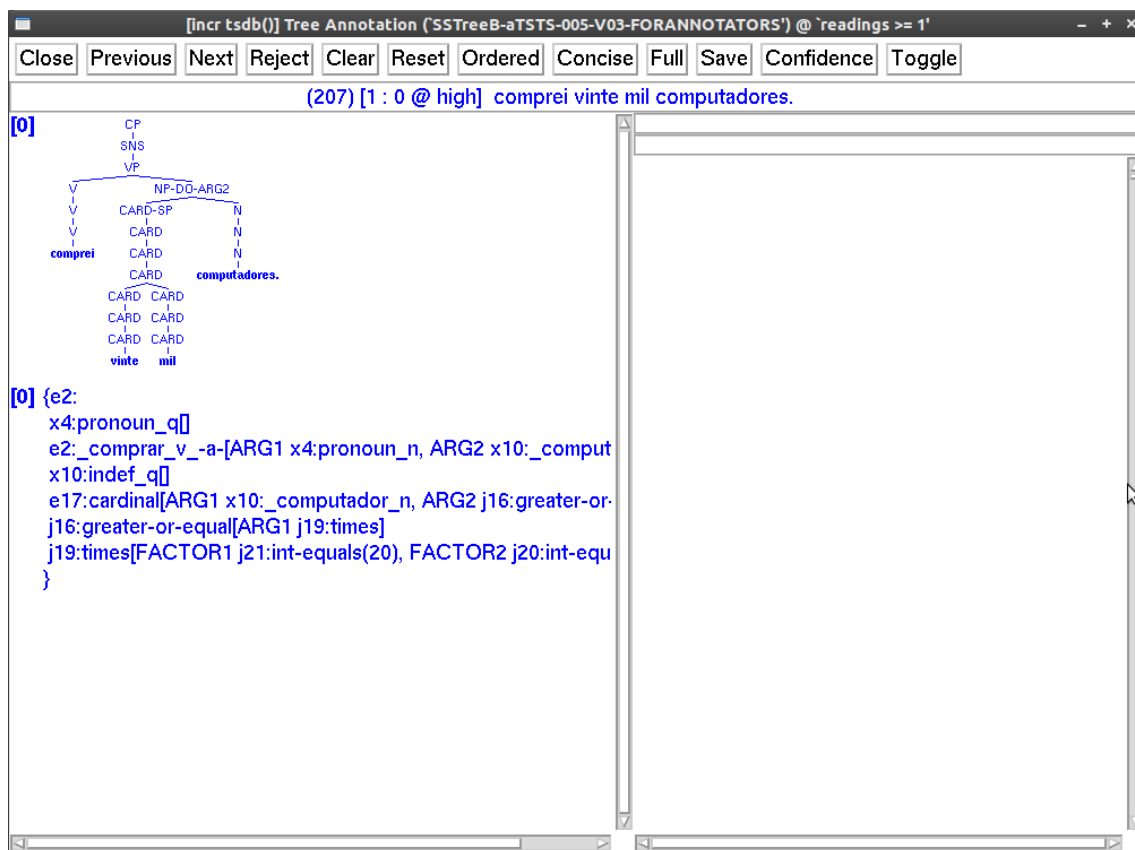 [incr tsdb()] Tree Annotation (`SSTreeB-aTSTS-005-V03-FORANNOTATORS') @ `readings >= 1'
Close Previous Next Reject Clear Reset Ordered Concise Full Save Confidence Toggle
(207) [1 : 0 @ high] comprei vinte mil computadores.
[0] CP
SNS
VP
V NP-DO-ARG2
V CARD-SP N
V CARD N
comprei CARD N
CARD computadores.
CARD CARD
CARD CARD
CARD CARD
vinte mil
[0] {e2:
x4:pronoun_q[]
e2:_comprar_v_-a-[ARG1 x4:pronoun_n, ARG2 x10:_comput
x10:indef_q[]
e17:cardinal[ARG1 x10:_computador_n, ARG2 j16:greater-or-
j16:greater-or-equal[ARG1 j19:times]
j19:times[FACTOR1 j21:int-equals(20), FACTOR2 j20:int-equ
}